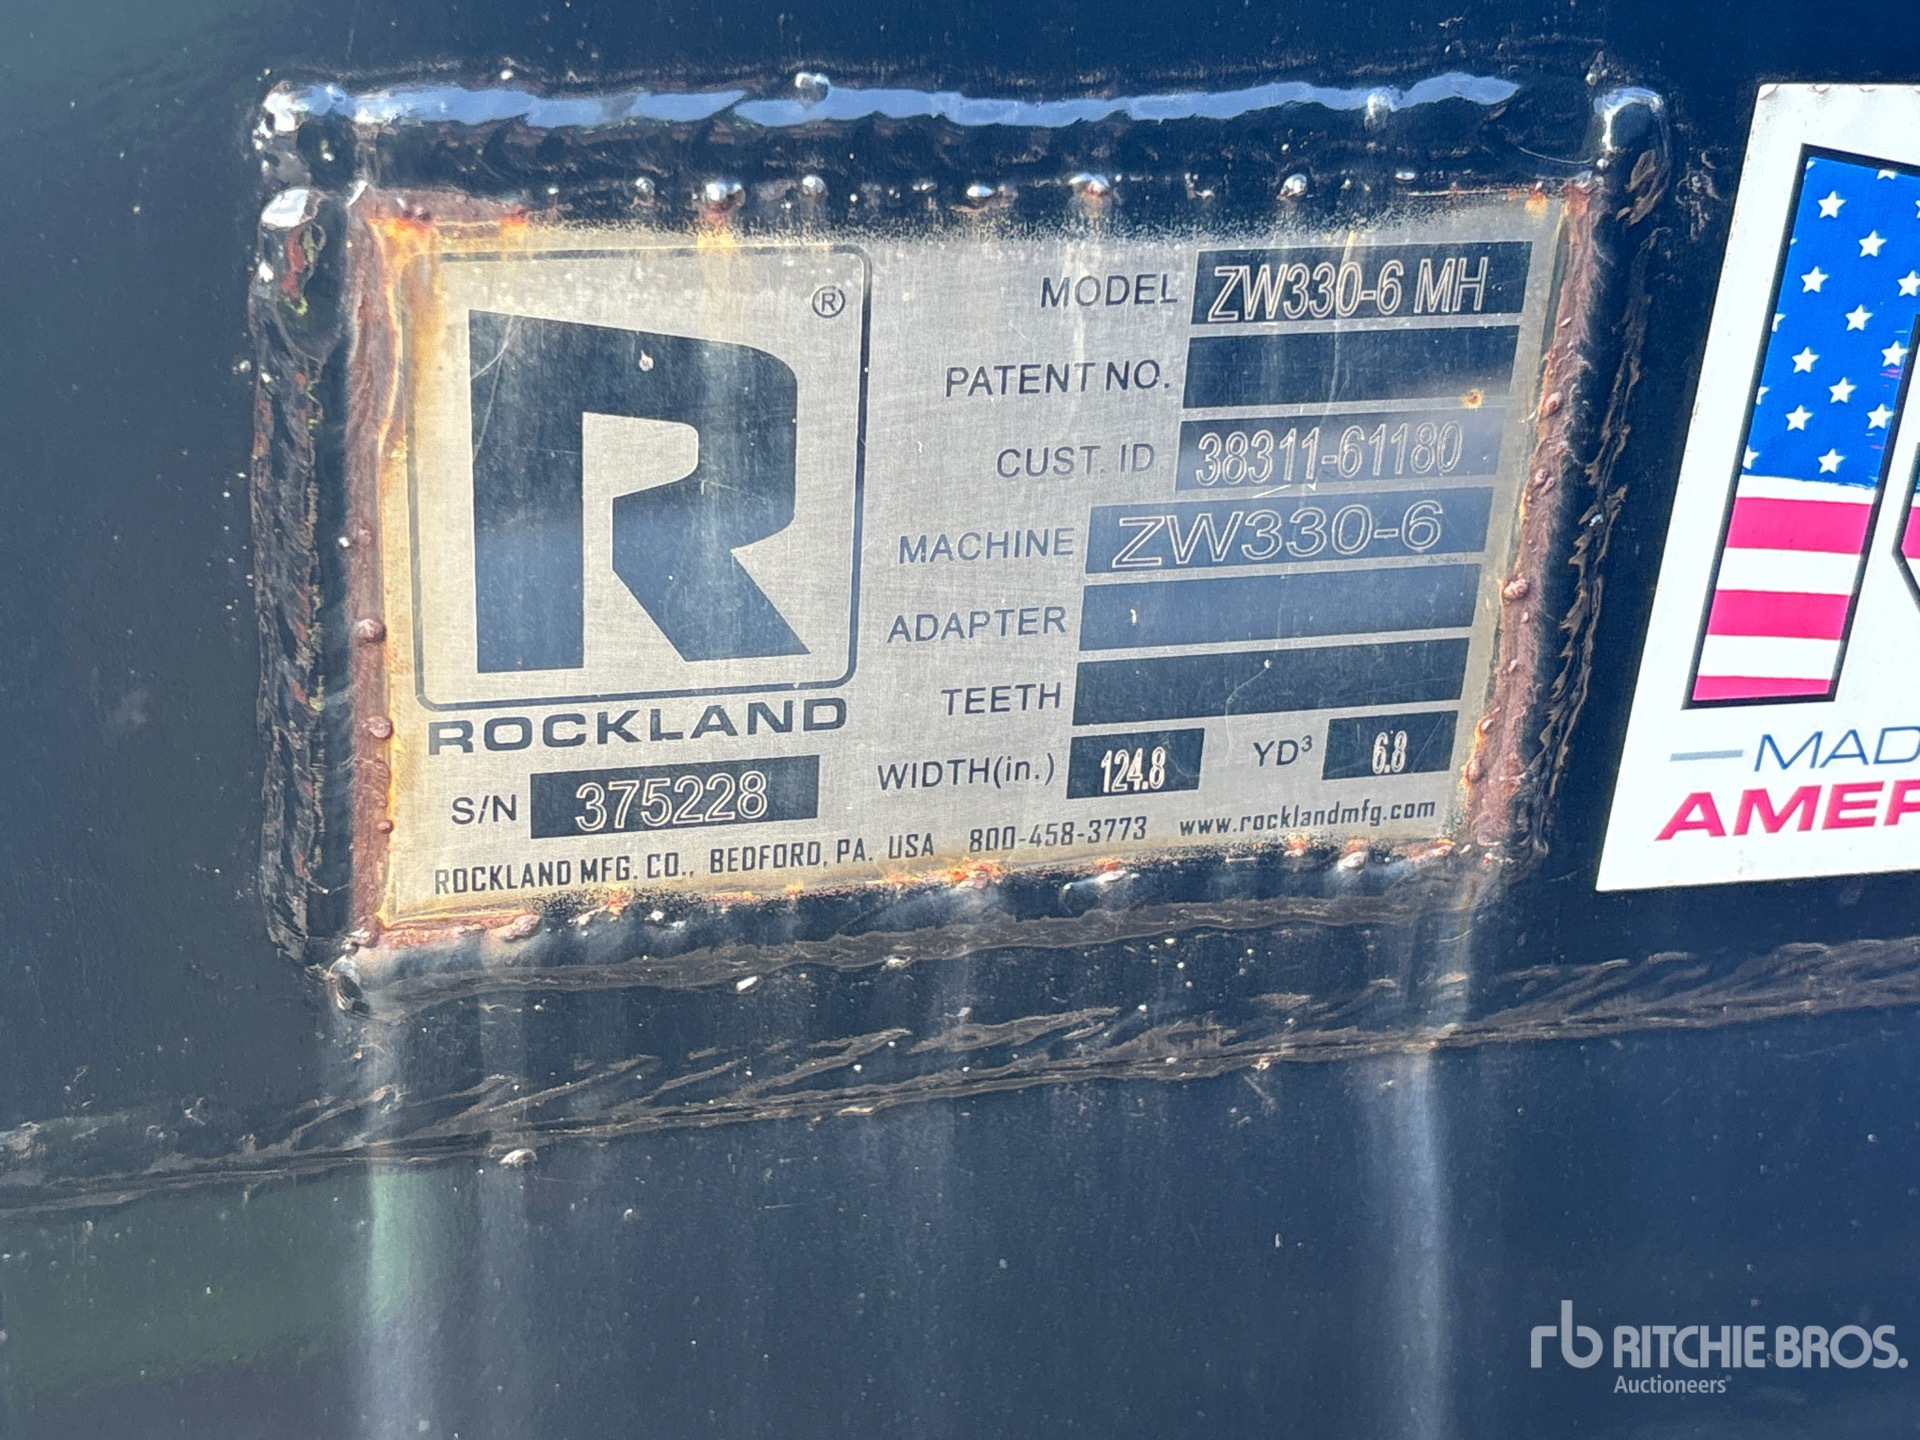 MODEL ZW330-6 MH
PATENT NO.
CUST. ID 38311-61180
MACHINE ZW330-6
ADAPTER
TEETH
WIDTH(in.) 124.8 YD³ 6.8
R®
ROCKLAND
S/N 375228
ROCKLAND MFG. CO., BEDFORD, PA. USA 800-458-3773 www.rocklandmfg.com
MAD
AMER
rb RITCHIE BROS.
Auctioneers